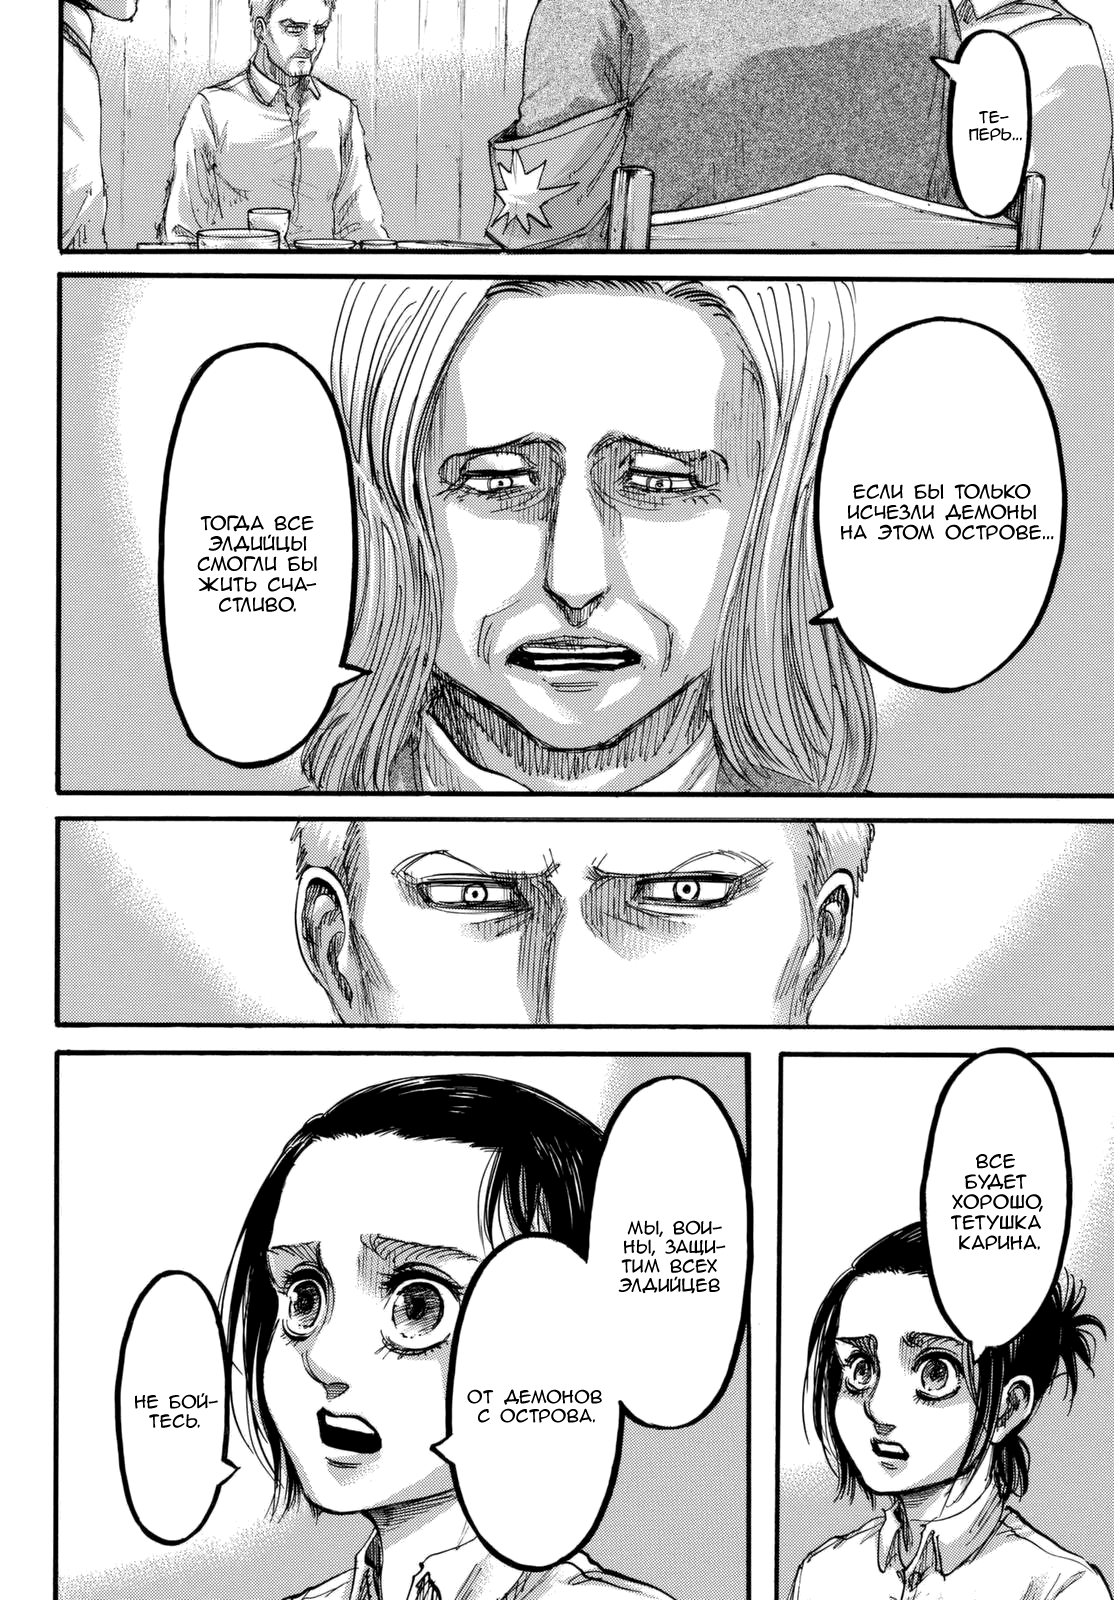 ТЕ-
ПЕРЬ...
ЕСЛИ БЫ ТОЛЬКО
ИСЧЕЗЛИ ДЕМОНЫ
НА ЭТОМ ОСТРОВЕ...
ТОГДА ВСЕ
ЭЛДИЙЦЫ
СМОГЛИ БЫ
ЖИТЬ СЧА-
СТЛИВО.
ВСЕ
БУДЕТ
ХОРОШО,
ТЕТУШКА
КАРИНА.
МЫ, ВОИ-
НЫ, ЗАЩИ-
ТИМ ВСЕХ
ЭЛДИЙЦЕВ
ОТ ДЕМОНОВ
С ОСТРОВА.
НЕ БОЙ-
ТЕСЬ.